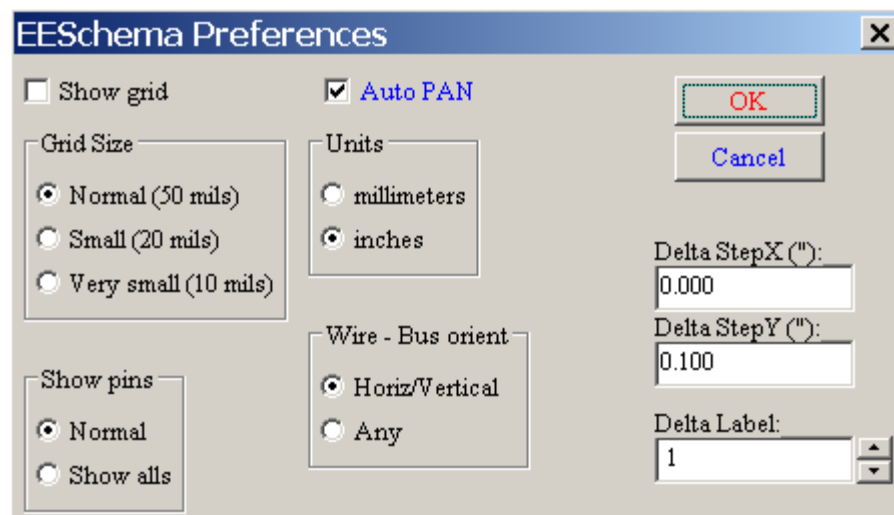 EESchema Preferences
Show grid
Auto PAN
OK
Cancel
Grid Size
Normal (50 mils)
Small (20 mils)
Very small (10 mils)
Units
millimeters
inches
Delta StepX ("):
0.000
Delta StepY ("):
0.100
Delta Label:
1
Wire - Bus orient
Horiz/Vertical
Any
Show pins
Normal
Show alls